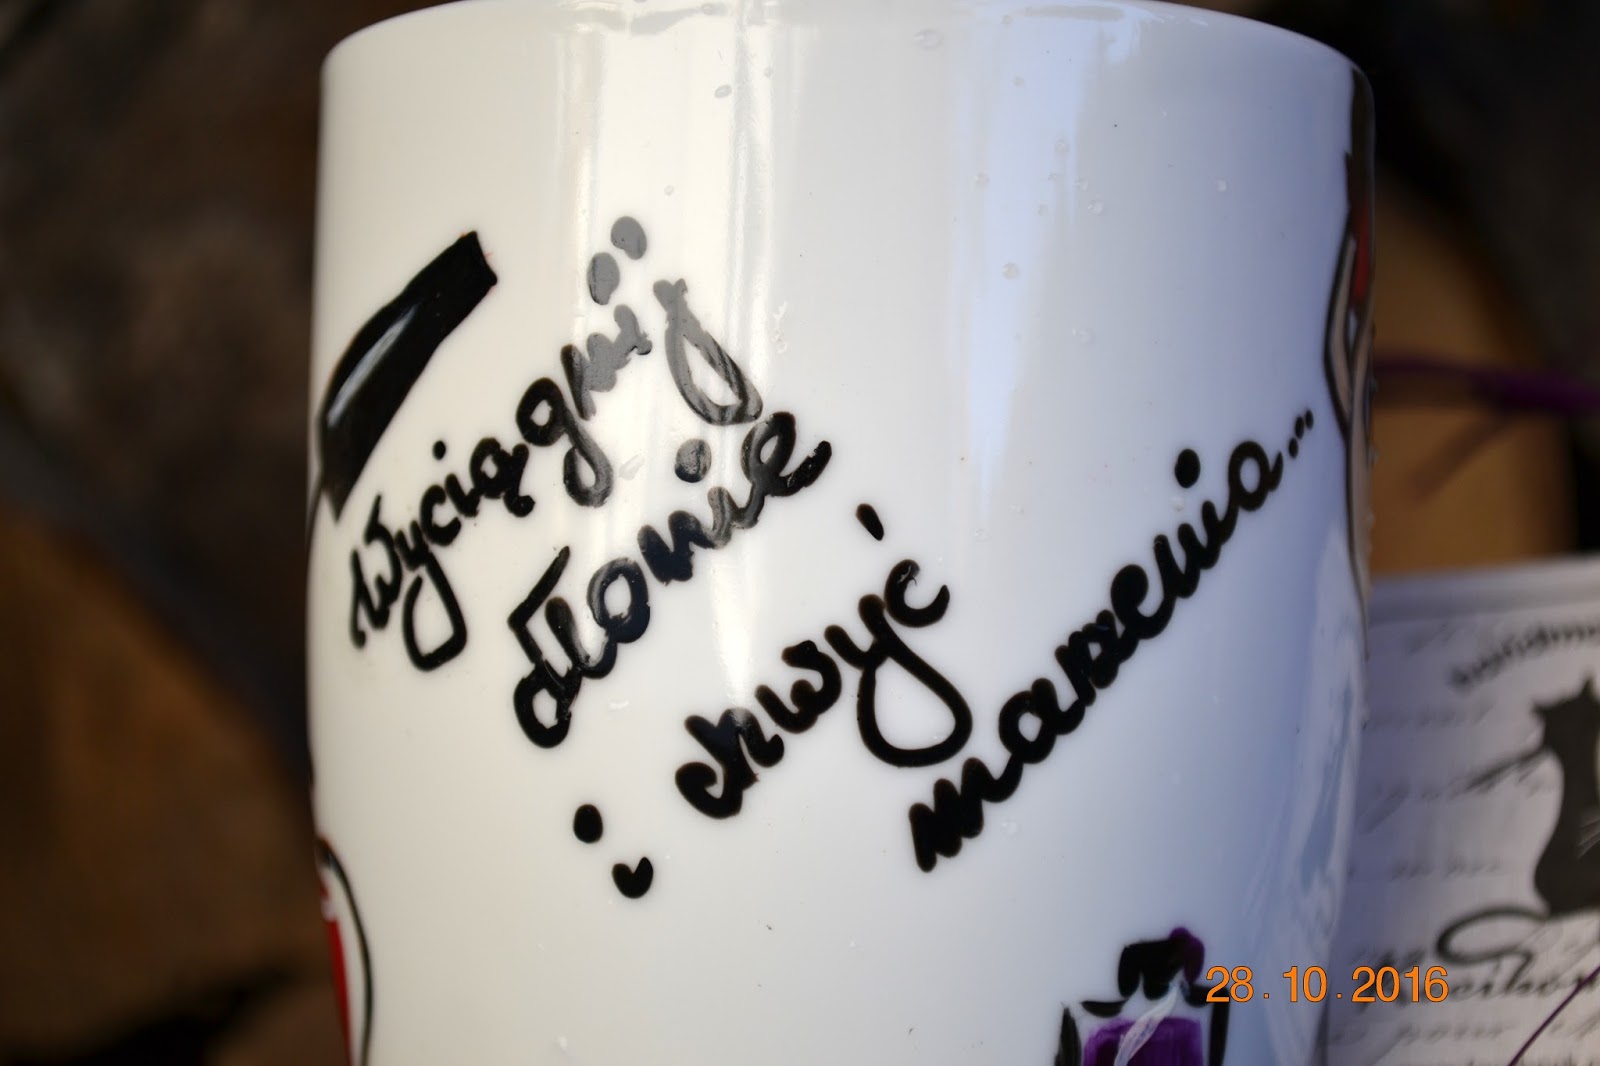 Wyciągnij
dłonie
i chwyć
marzenia...
28.10.2016